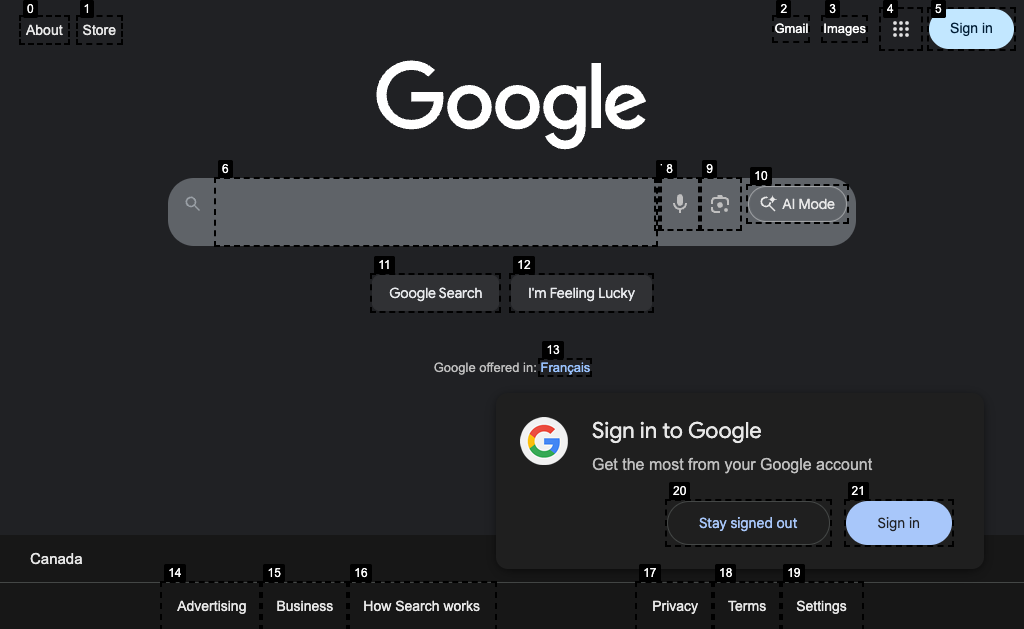 0 1 2 3 4 5
About Store Gmail Images Sign in
Google
6 8 9 10
AI Mode
11 12
Google Search I'm Feeling Lucky
13
Google offered in: Français
Sign in to Google
Get the most from your Google account
20 21
Stay signed out Sign in
Canada
14 15 16 17 18 19
Advertising Business How Search works Privacy Terms Settings